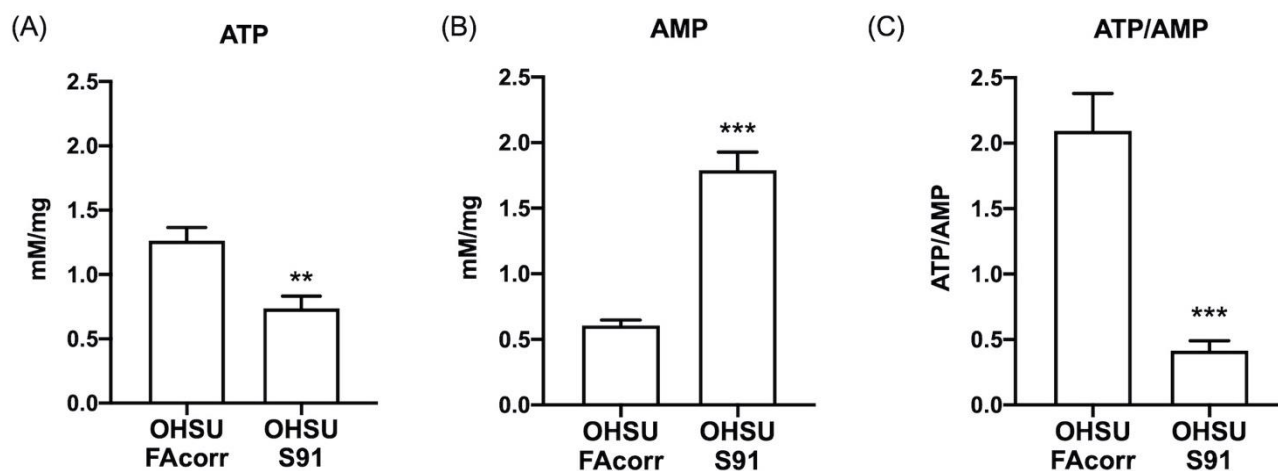 (A)
ATP
2.5
2.0
1.5
1.0
0.5
0.0
mM/mg
**
OHSU FAcorr
OHSU S91
(B)
AMP
2.5
2.0
1.5
1.0
0.5
0.0
mM/mg
***
OHSU FAcorr
OHSU S91
(C)
ATP/AMP
2.5
2.0
1.5
1.0
0.5
0.0
ATP/AMP
***
OHSU FAcorr
OHSU S91